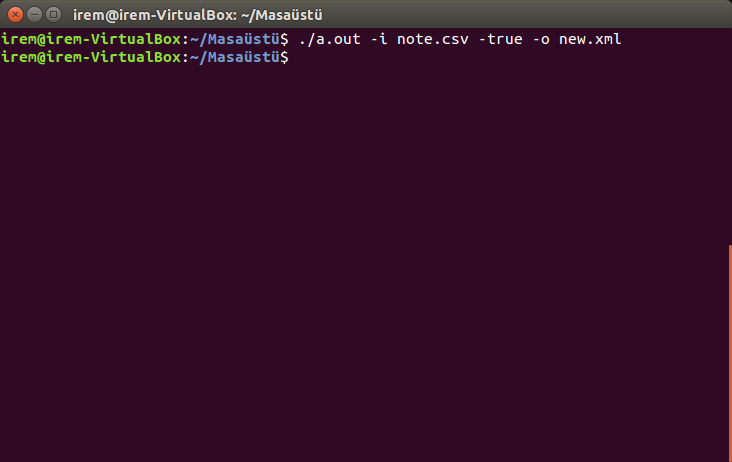 irem@irem-VirtualBox: ~/Masaüstü
irem@irem-VirtualBox:~/Masaüstü$ ./a.out -i note.csv -true -o new.xml
irem@irem-VirtualBox:~/Masaüstü$